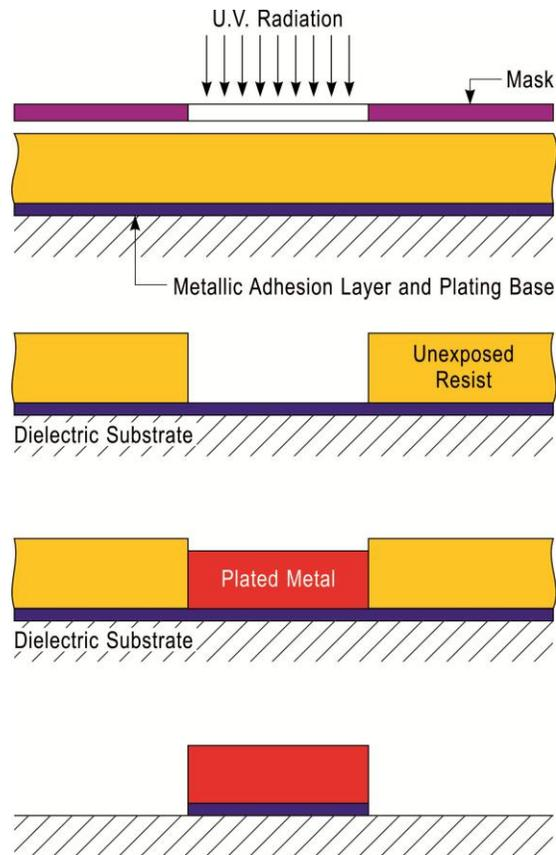 U.V. Radiation
Mask
Metallic Adhesion Layer and Plating Base
Unexposed
Resist
Dielectric Substrate
Plated Metal
Dielectric Substrate